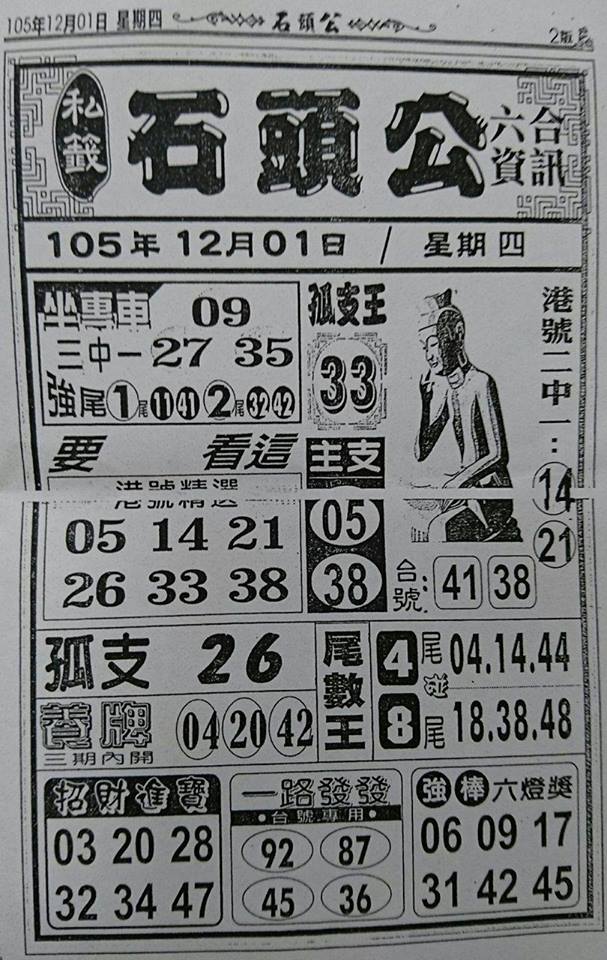 105年12月01日 星期四
石頭公
2版
私籤
石頭公
六合
資訊
105年12月01日 / 星期四
坐專車 09
三中一 27 35
強尾 1尾 11 41 2尾 32 42
孤支王
33
港號二中一：
14
21
要 看這
港號精選
05 14 21
26 33 38
主支
05
38
台號： 41 38
孤支 26
養牌 04 20 42
三期內開
尾數王
4尾 04.14.44
碰
8尾 18.38.48
招財進寶
03 20 28
32 34 47
一路發發
台號專用
92 87
45 36
強棒六燈獎
06 09 17
31 42 45